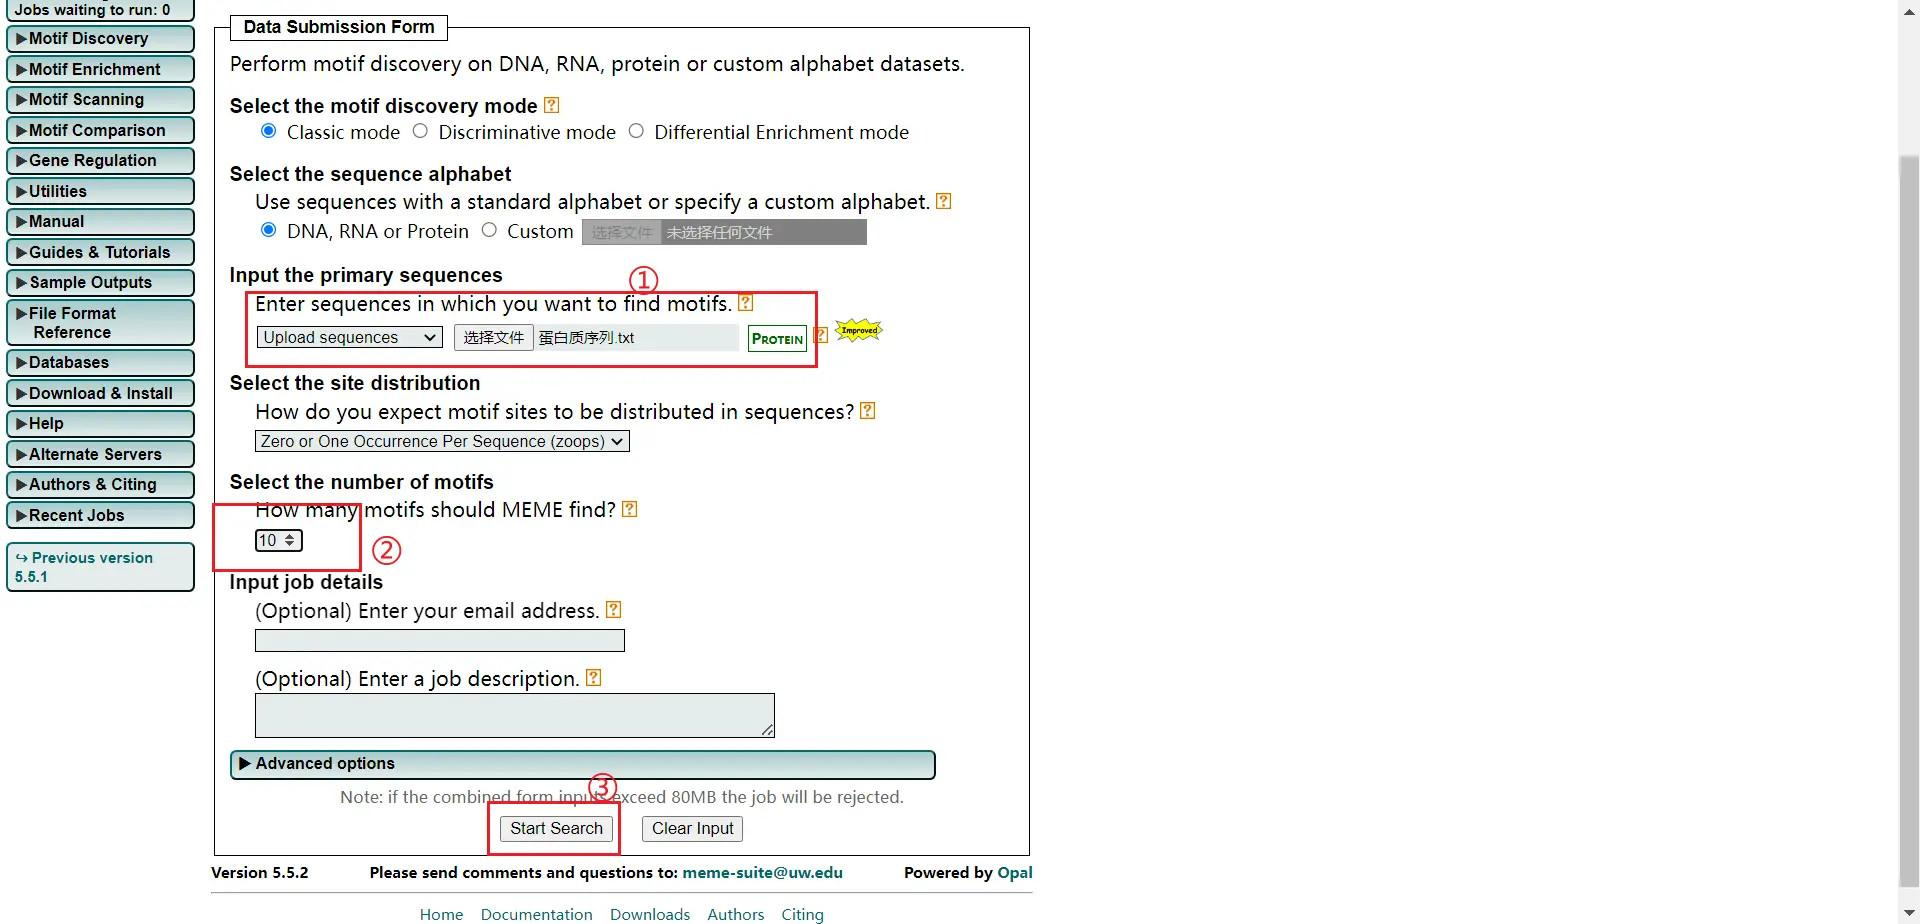 Jobs waiting to run: 0
▶Motif Discovery
▶Motif Enrichment
▶Motif Scanning
▶Motif Comparison
▶Gene Regulation
▶Utilities
▶Manual
▶Guides & Tutorials
▶Sample Outputs
▶File Format
Reference
▶Databases
▶Download & Install
▶Help
▶Alternate Servers
▶Authors & Citing
▶Recent Jobs
↪ Previous version
5.5.1
Data Submission Form
Perform motif discovery on DNA, RNA, protein or custom alphabet datasets.
Select the motif discovery mode ?
Classic mode Discriminative mode Differential Enrichment mode
Select the sequence alphabet
Use sequences with a standard alphabet or specify a custom alphabet. ?
DNA, RNA or Protein Custom 选择文件 未选择任何文件
Input the primary sequences
①
Enter sequences in which you want to find motifs. ?
Upload sequences 选择文件 蛋白质序列.txt PROTEIN ? Improved
Select the site distribution
How do you expect motif sites to be distributed in sequences? ?
Zero or One Occurrence Per Sequence (zoops)
Select the number of motifs
How many motifs should MEME find? ?
10
②
Input job details
(Optional) Enter your email address. ?
(Optional) Enter a job description. ?
▶ Advanced options
③
Note: if the combined form inputs exceed 80MB the job will be rejected.
Start Search Clear Input
Version 5.5.2 Please send comments and questions to: meme-suite@uw.edu Powered by Opal
Home Documentation Downloads Authors Citing